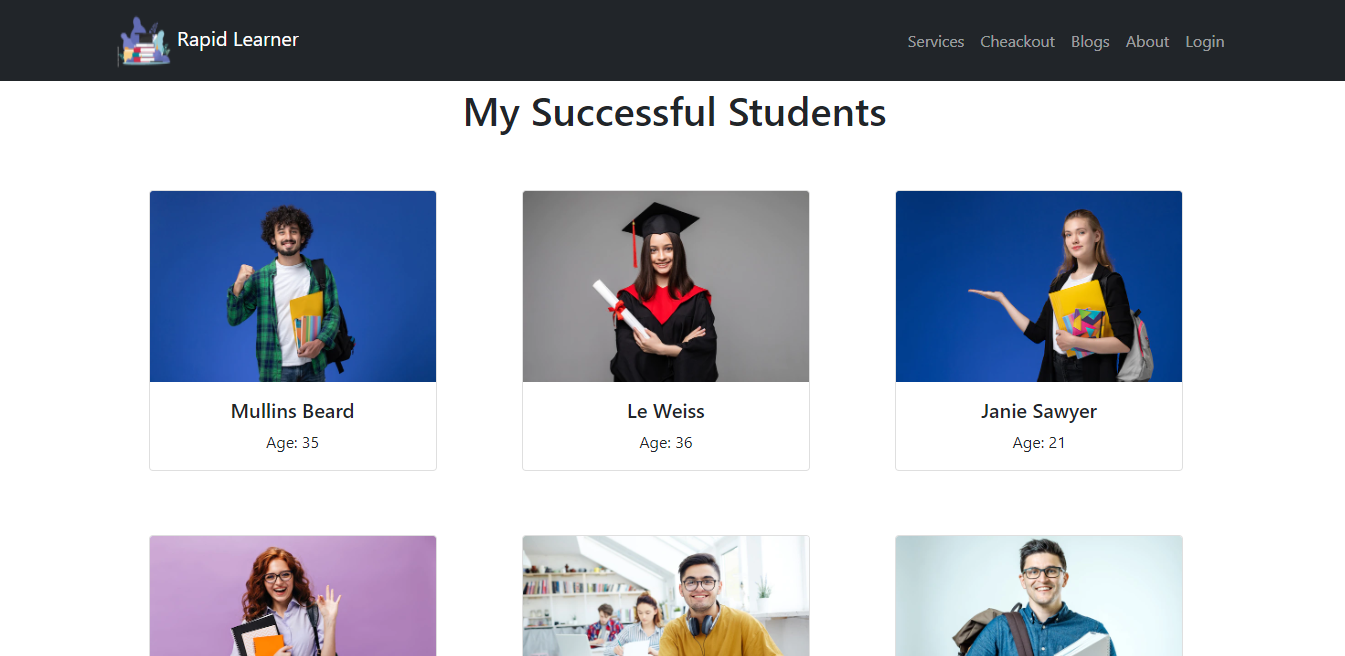 Rapid Learner
Services Cheackout Blogs About Login
My Successful Students
Mullins Beard
Age: 35
Le Weiss
Age: 36
Janie Sawyer
Age: 21